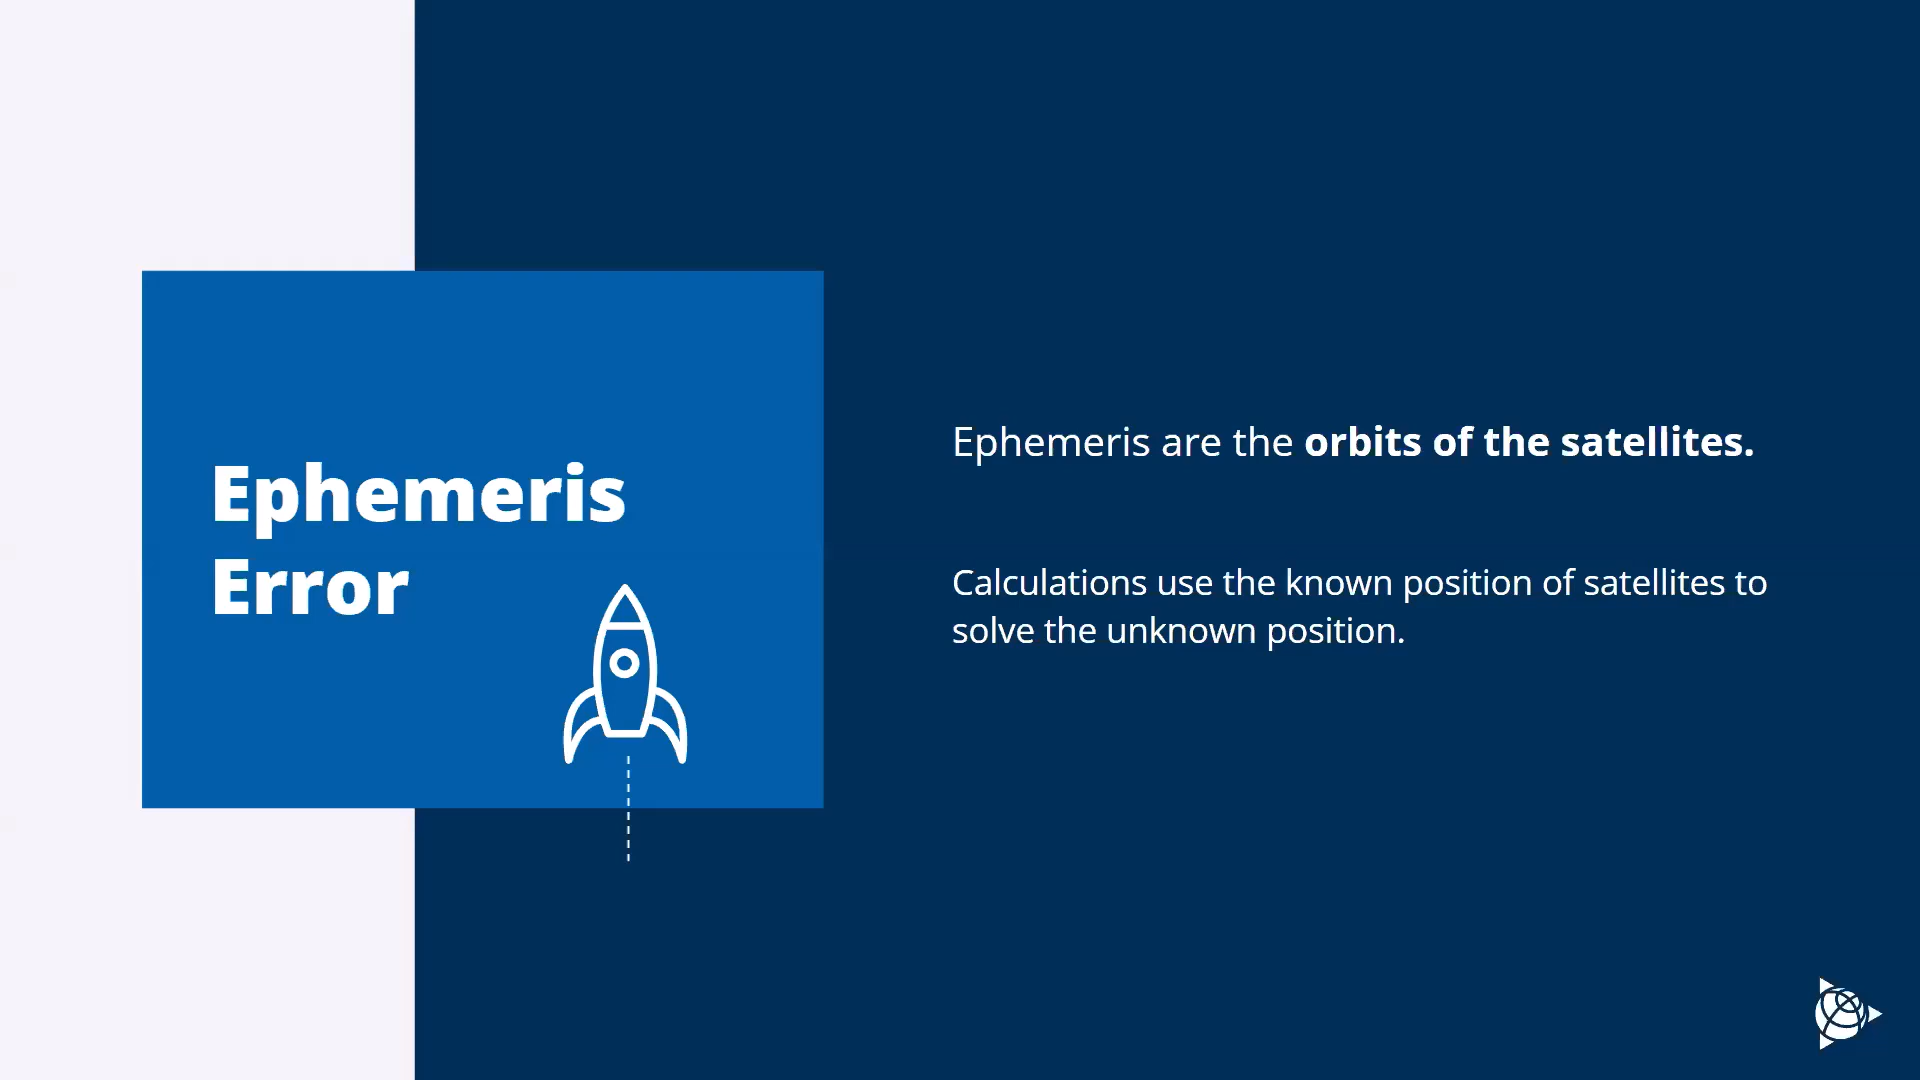 Ephemeris
Error
Ephemeris are the orbits of the satellites.
Calculations use the known position of satellites to
solve the unknown position.